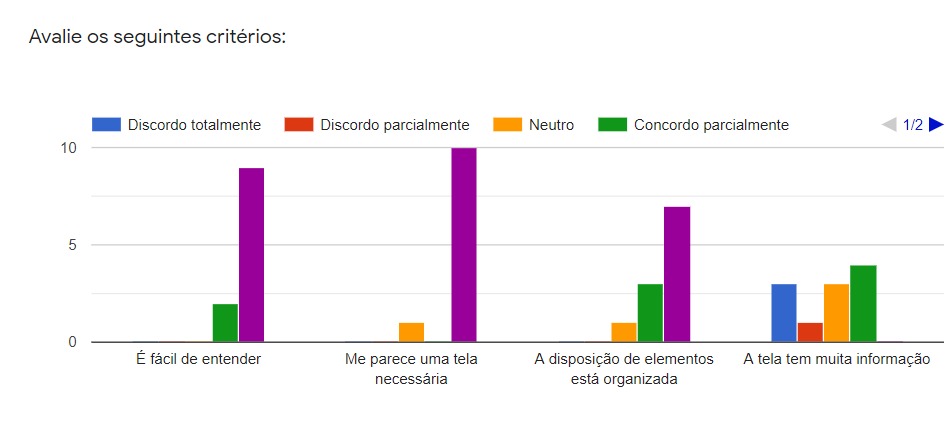 Avalie os seguintes critérios:
Discordo totalmente Discordo parcialmente Neutro Concordo parcialmente 1/2
10
5
0
É fácil de entender
Me parece uma tela
necessária
A disposição de elementos
está organizada
A tela tem muita informação